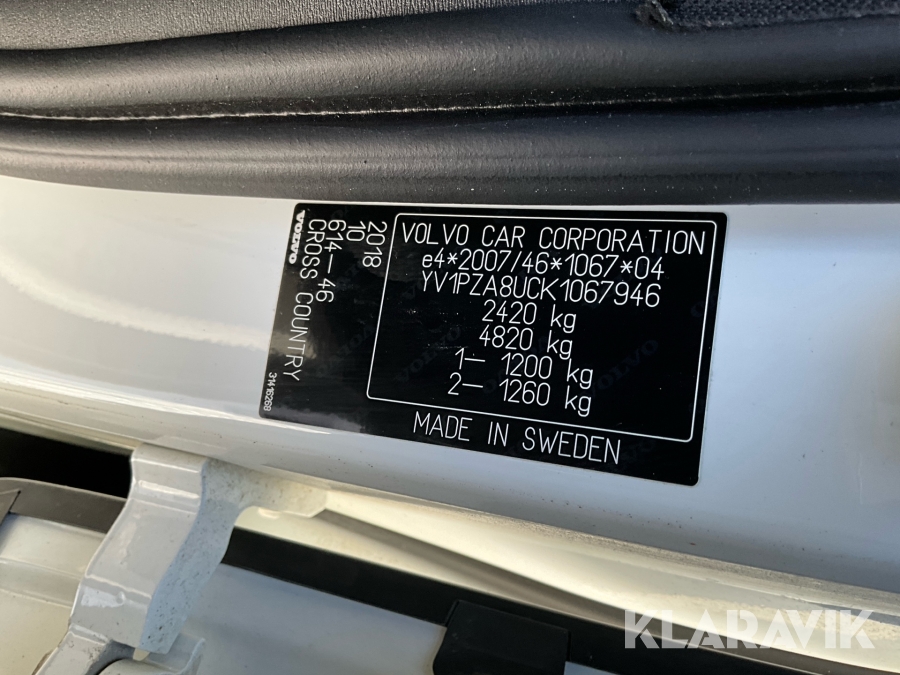 VOLVO
2018
10
614-46
CROSS COUNTRY
31416268
VOLVO CAR CORPORATION
e4*2007/46*1067*04
YV1PZA8UCK1067946
2420 kg
4820 kg
1- 1200 kg
2- 1260 kg
MADE IN SWEDEN
KLARAVIK